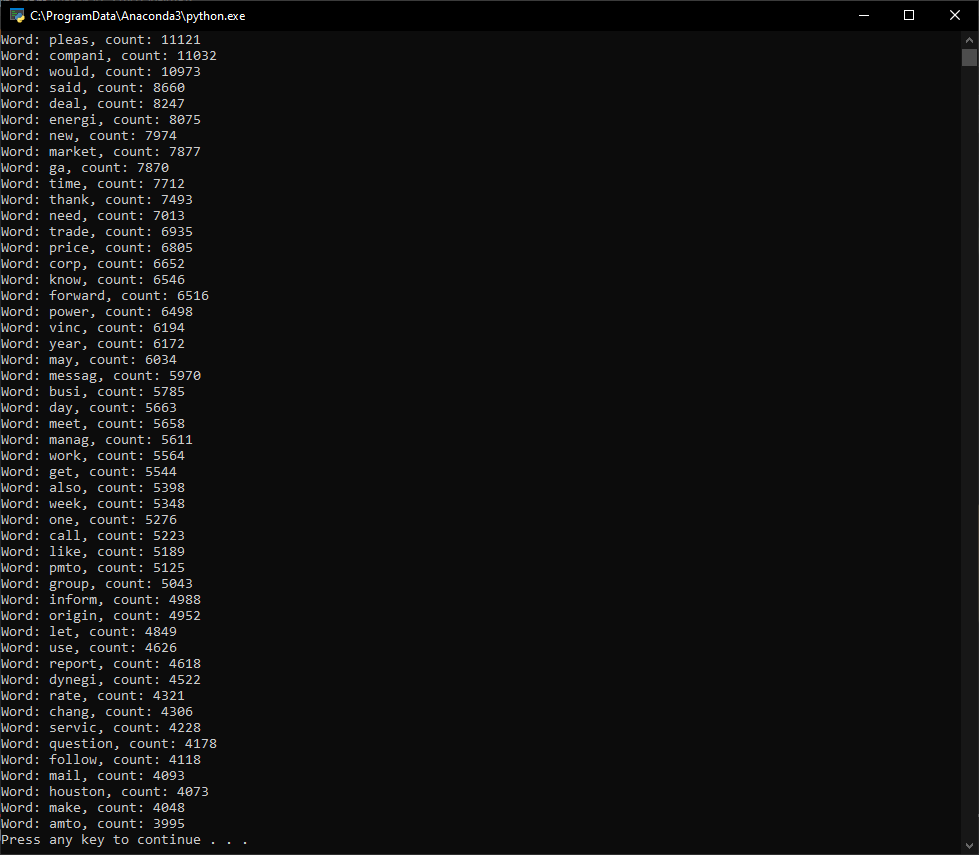 C:\ProgramData\Anaconda3\python.exe
Word: pleas, count: 11121
Word: compani, count: 11032
Word: would, count: 10973
Word: said, count: 8660
Word: deal, count: 8247
Word: energi, count: 8075
Word: new, count: 7974
Word: market, count: 7877
Word: ga, count: 7870
Word: time, count: 7712
Word: thank, count: 7493
Word: need, count: 7013
Word: trade, count: 6935
Word: price, count: 6805
Word: corp, count: 6652
Word: know, count: 6546
Word: forward, count: 6516
Word: power, count: 6498
Word: vinc, count: 6194
Word: year, count: 6172
Word: may, count: 6034
Word: messag, count: 5970
Word: busi, count: 5785
Word: day, count: 5663
Word: meet, count: 5658
Word: manag, count: 5611
Word: work, count: 5564
Word: get, count: 5544
Word: also, count: 5398
Word: week, count: 5348
Word: one, count: 5276
Word: call, count: 5223
Word: like, count: 5189
Word: pmto, count: 5125
Word: group, count: 5043
Word: inform, count: 4988
Word: origin, count: 4952
Word: let, count: 4849
Word: use, count: 4626
Word: report, count: 4618
Word: dynegi, count: 4522
Word: rate, count: 4321
Word: chang, count: 4306
Word: servic, count: 4228
Word: question, count: 4178
Word: follow, count: 4118
Word: mail, count: 4093
Word: houston, count: 4073
Word: make, count: 4048
Word: amto, count: 3995
Press any key to continue . . .